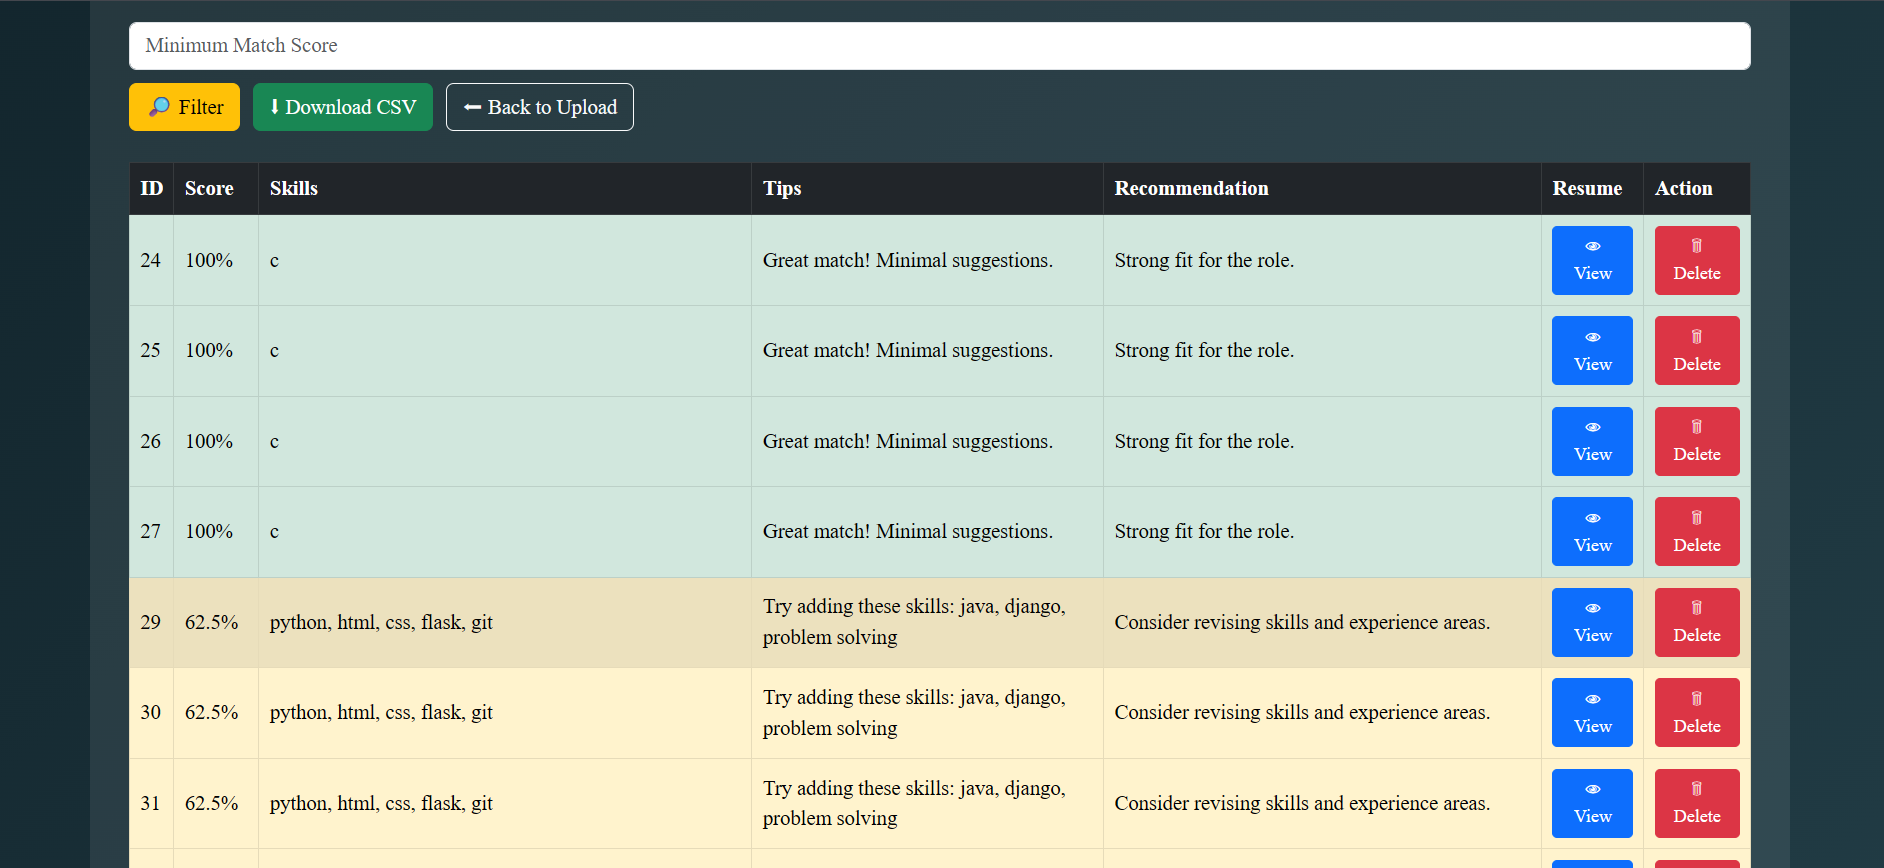 Minimum Match Score
🔎 Filter
⬇ Download CSV
⬅ Back to Upload
ID Score Skills Tips Recommendation Resume Action
24 100% c Great match! Minimal suggestions. Strong fit for the role. 👁 View 🗑 Delete
25 100% c Great match! Minimal suggestions. Strong fit for the role. 👁 View 🗑 Delete
26 100% c Great match! Minimal suggestions. Strong fit for the role. 👁 View 🗑 Delete
27 100% c Great match! Minimal suggestions. Strong fit for the role. 👁 View 🗑 Delete
29 62.5% python, html, css, flask, git Try adding these skills: java, django,
problem solving Consider revising skills and experience areas. 👁 View 🗑 Delete
30 62.5% python, html, css, flask, git Try adding these skills: java, django,
problem solving Consider revising skills and experience areas. 👁 View 🗑 Delete
31 62.5% python, html, css, flask, git Try adding these skills: java, django,
problem solving Consider revising skills and experience areas. 👁 View 🗑 Delete